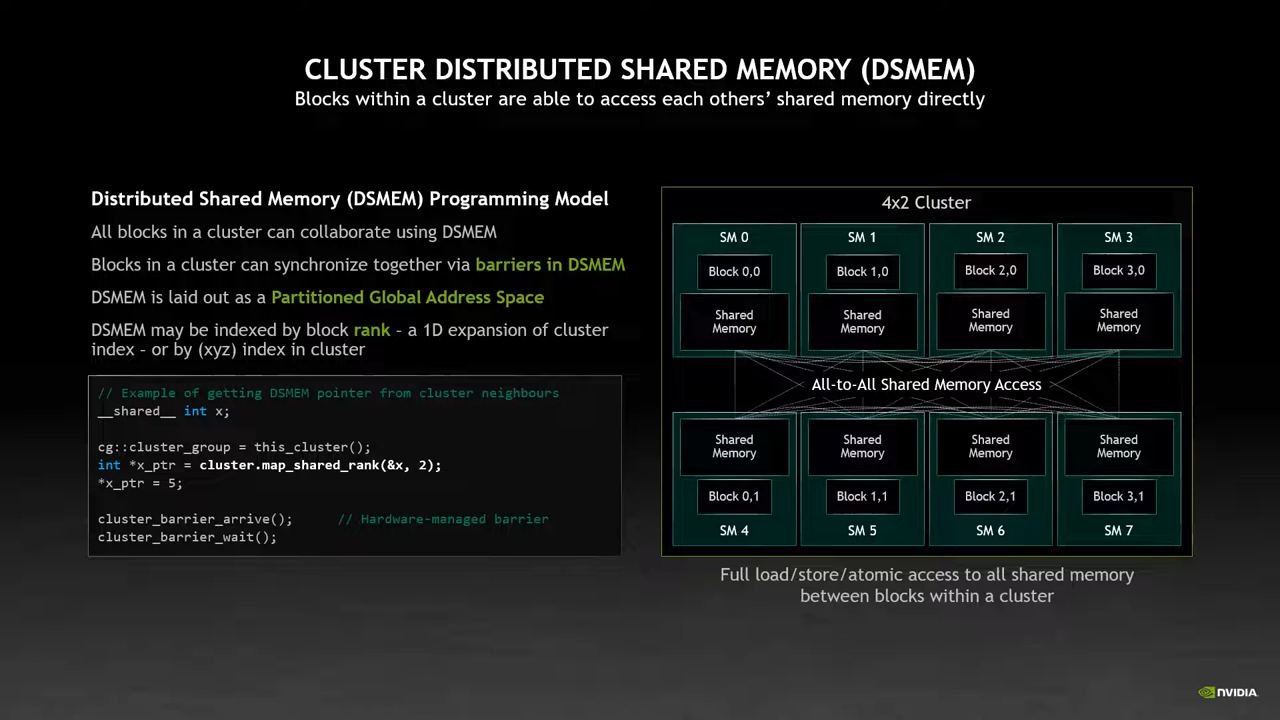 CLUSTER DISTRIBUTED SHARED MEMORY (DSMEM)
Blocks within a cluster are able to access each others' shared memory directly
Distributed Shared Memory (DSMEM) Programming Model
All blocks in a cluster can collaborate using DSMEM
Blocks in a cluster can synchronize together via barriers in DSMEM
DSMEM is laid out as a Partitioned Global Address Space
DSMEM may be indexed by block rank – a 1D expansion of cluster
index – or by (xyz) index in cluster
// Example of getting DSMEM pointer from cluster neighbours
__shared__ int x;
cg::cluster_group = this_cluster();
int *x_ptr = cluster.map_shared_rank(&x, 2);
*x_ptr = 5;
cluster_barrier_arrive(); // Hardware-managed barrier
cluster_barrier_wait();
4x2 Cluster
SM 0 SM 1 SM 2 SM 3
Block 0,0 Block 1,0 Block 2,0 Block 3,0
Shared Shared Shared Shared
Memory Memory Memory Memory
All-to-All Shared Memory Access
Shared Shared Shared Shared
Memory Memory Memory Memory
Block 0,1 Block 1,1 Block 2,1 Block 3,1
SM 4 SM 5 SM 6 SM 7
Full load/store/atomic access to all shared memory
between blocks within a cluster
NVIDIA.